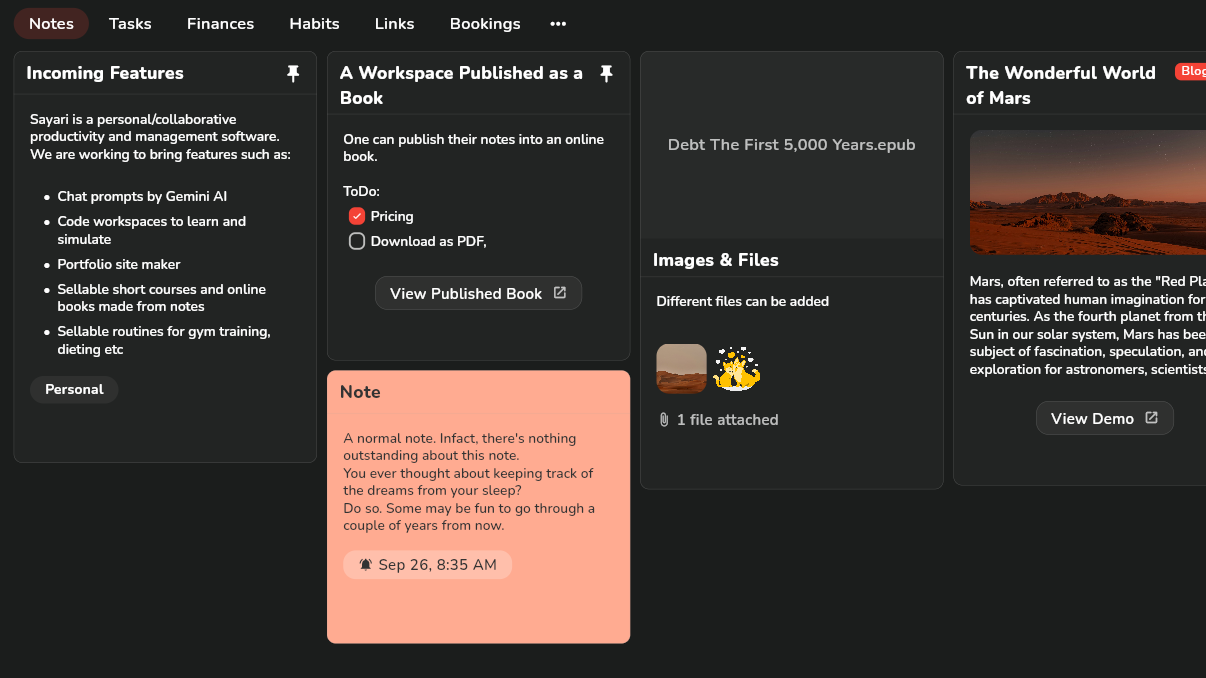 Notes
Tasks
Finances
Habits
Links
Bookings
Incoming Features
Sayari is a personal/collaborative
productivity and management software.
We are working to bring features such as:
Chat prompts by Gemini AI
Code workspaces to learn and
simulate
Portfolio site maker
Sellable short courses and online
books made from notes
Sellable routines for gym training,
dieting etc
Personal
A Workspace Published as a
Book
One can publish their notes into an online
book.
ToDo:
Pricing
Download as PDF,
View Published Book
Note
A normal note. Infact, there's nothing
outstanding about this note.
You ever thought about keeping track of
the dreams from your sleep?
Do so. Some may be fun to go through a
couple of years from now.
Sep 26, 8:35 AM
Debt The First 5,000 Years.epub
Images & Files
Different files can be added
1 file attached
The Wonderful World
of Mars
Blog
Mars, often referred to as the "Red Pla
has captivated human imagination for
centuries. As the fourth planet from th
Sun in our solar system, Mars has bee
subject of fascination, speculation, and
exploration for astronomers, scientists
View Demo